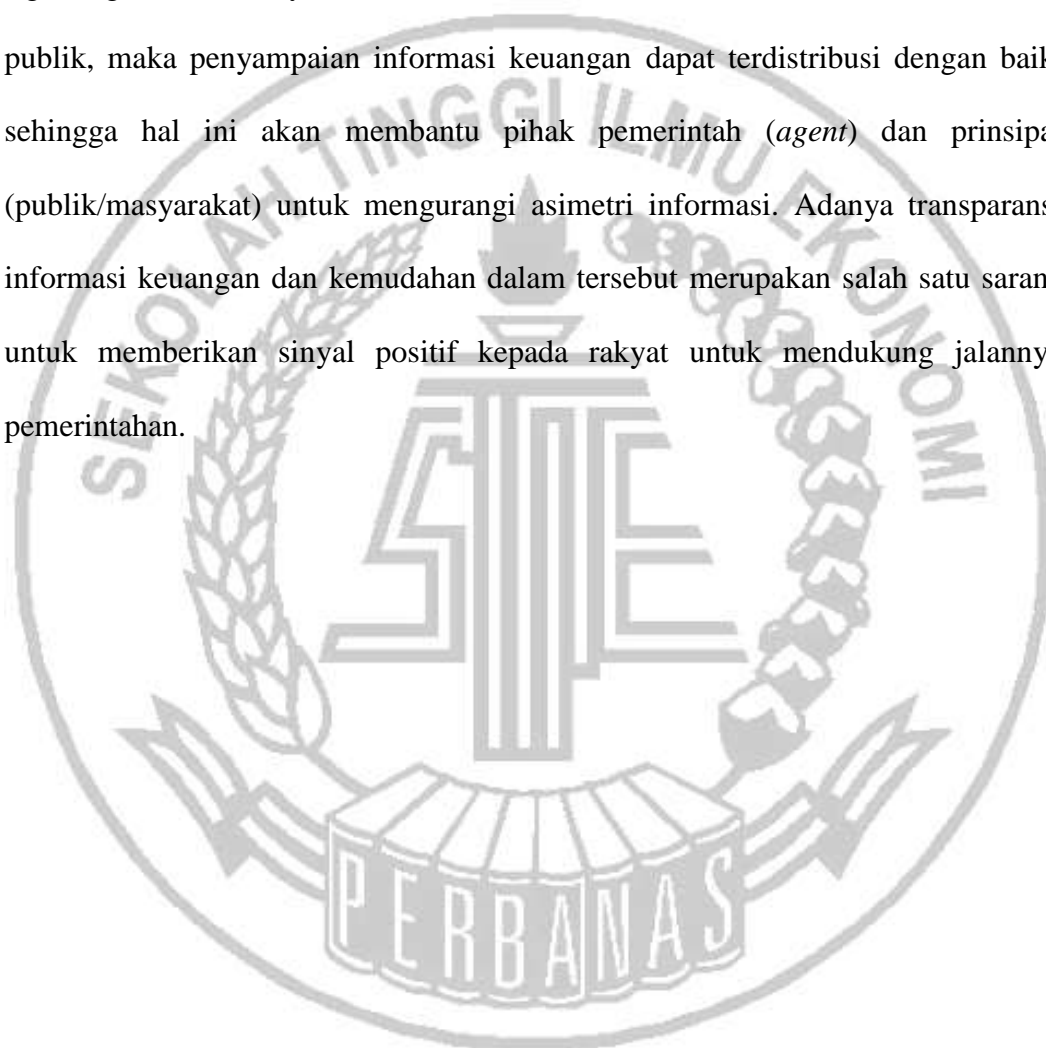 publik, maka penyampaian informasi keuangan dapat terdistribusi dengan baik
sehingga hal ini akan membantu pihak pemerintah (agent) dan prinsipa
(publik/masyarakat) untuk mengurangi asimetri informasi. Adanya transparans
informasi keuangan dan kemudahan dalam tersebut merupakan salah satu saran
untuk memberikan sinyal positif kepada rakyat untuk mendukung jalanny
pemerintahan.
SEKOLAH TINGGI ILMU EKONOMI
STIE
PERBANAS